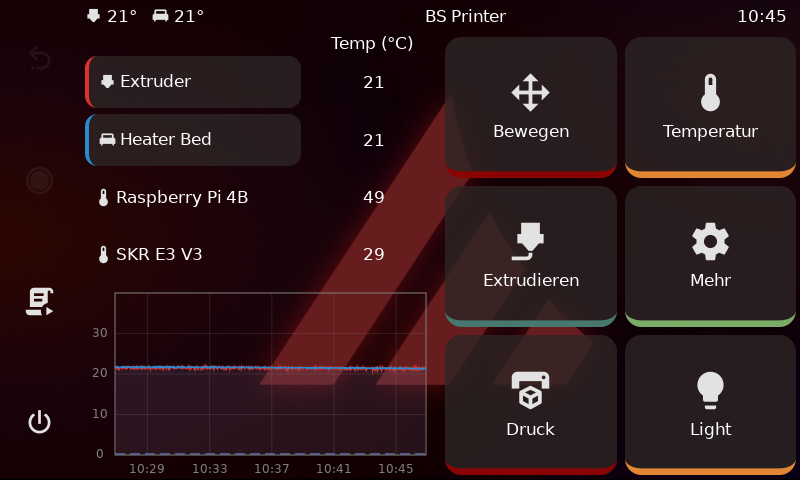 21° 21° BS Printer 10:45
Temp (°C)
Extruder 21
Heater Bed 21
Raspberry Pi 4B 49
SKR E3 V3 29
30
20
10
0
10:29 10:33 10:37 10:41 10:45
Bewegen Temperatur
Extrudieren Mehr
Druck Light